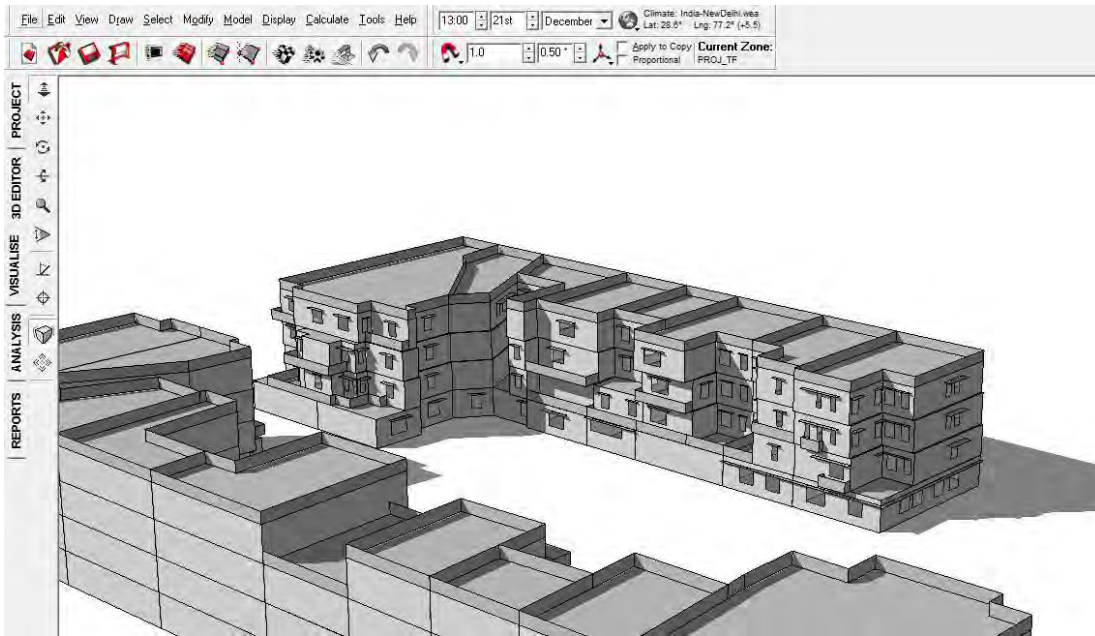 File Edit View Draw Select Modify Model Display Calculate Tools Help
13:00 21st December
Climate: India-NewDelhi.wea
Lat: 28.6° Lng: 77.2° (+5.5)
1.0 0.50 °
Apply to Copy
Proportional
Current Zone:
PROJ_TF
PROJECT
3D EDITOR
VISUALISE
ANALYSIS
REPORTS